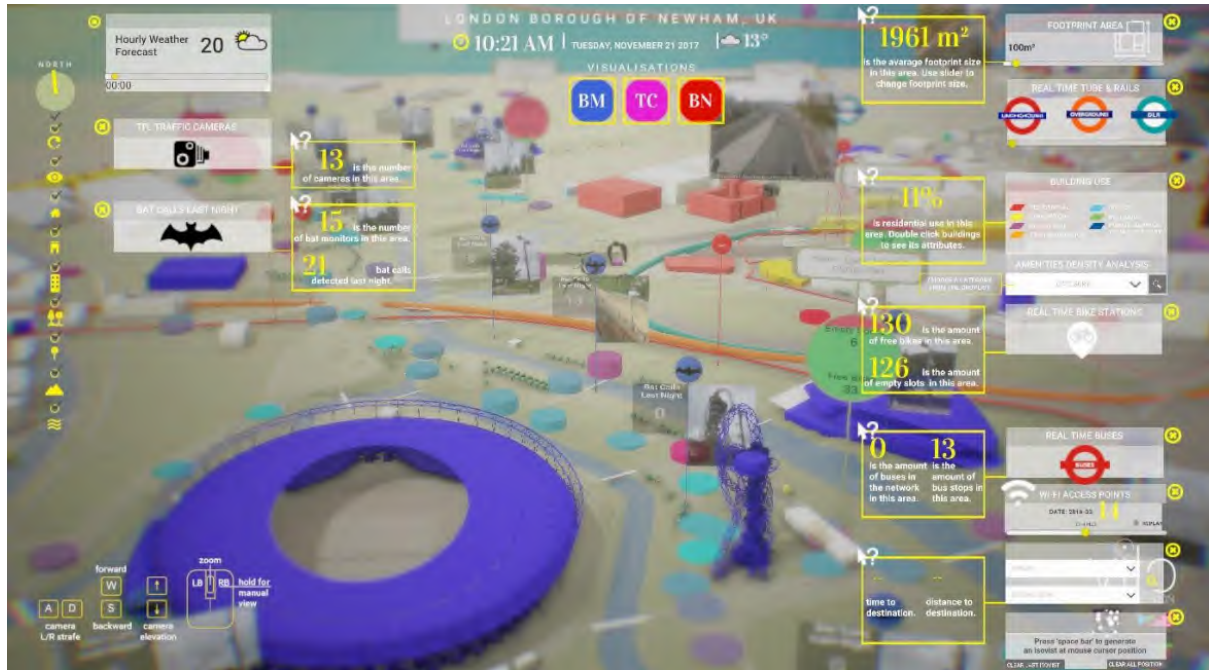 LONDON BOROUGH OF NEWHAM, UK
10:21 AM | TUESDAY, NOVEMBER 21 2017 | 13°
VISUALISATIONS
BM TC BN
Hourly Weather
Forecast
20
00:00
NORTH
TFL TRAFFIC CAMERAS
13 is the number
of cameras in this area.
BAT CALLS LAST NIGHT
15 is the number
of bat monitors in this area.
21 bat calls
detected last night.
1961 m²
is the avarage footprint size
in this area. Use slider to
change footprint size.
FOOTPRINT AREA
100m²
REAL TIME TUBE & RAILS
UNDERGROUND
OVERGROUND
DLR
11%
is residential use in this
area. Double click buildings
to see its attributes.
BUILDING USE
AMENITIES DENSITY ANALYSIS
130 is the amount
of free bikes in this area.
126 is the amount
of empty slots in this area.
REAL TIME BIKE STATIONS
6
33
Bat Calls
Last Night
0
0
is the amount
of buses in
the network
in this area.
13
is the
amount of
bus stops in
this area.
REAL TIME BUSES
BUSES
WI-FI ACCESS POINTS
14
REPLAY
time to
destination.
distance to
destination.
Press 'space bar' to generate
an isovist at mouse cursor position
CLEAR LAST ISOVIST
CLEAR ALL POSITION
forward
W
A D
S
camera
L/R strafe
backward
camera
elevation
zoom
LB RB
hold for
manual
view